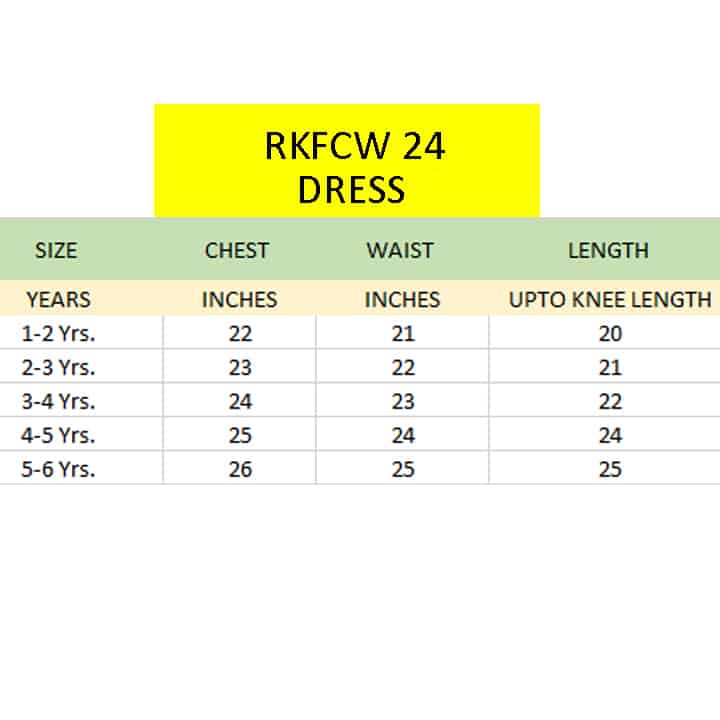 RKFCW 24
DRESS
SIZE CHEST WAIST LENGTH
YEARS INCHES INCHES UPTO KNEE LENGTH
1-2 Yrs. 22 21 20
2-3 Yrs. 23 22 21
3-4 Yrs. 24 23 22
4-5 Yrs. 25 24 24
5-6 Yrs. 26 25 25